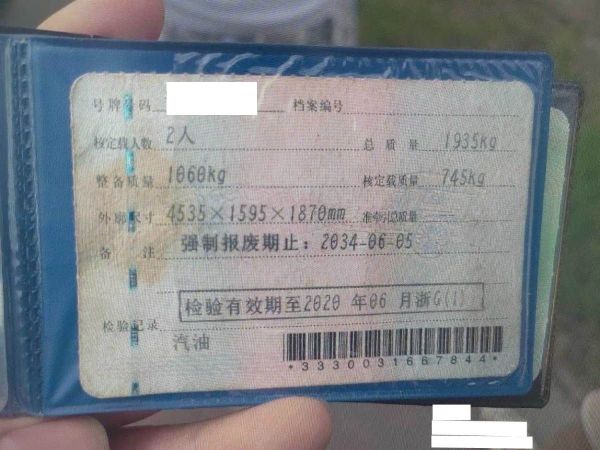 号牌号码 档案编号
核定载人数 2人 总质量 1935kg
整备质量 1060kg 核定载质量 745kg
外廓尺寸 4535×1595×1870mm 准牵引总质量
备注 强制报废期止：2034-06-05
检验有效期至2020 年06 月浙G(1)
检验记录
汽油
*3330031667844*